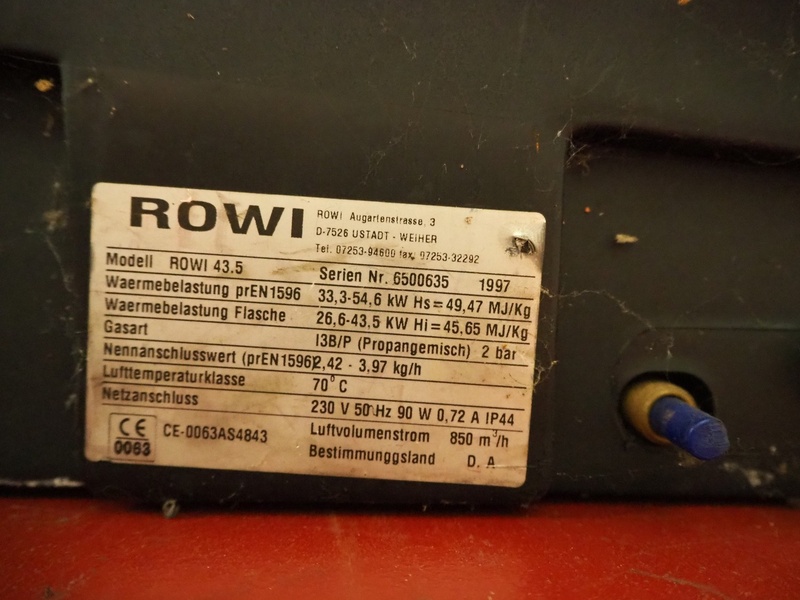 ROWI
ROWI Augartenstrasse 3
D-7526 USTADT - WEIHER
Tel. 07253-94600 fax. 07253-32292
Modell ROWI 43.5 Serien Nr. 6500635 1997
Waermebelastung prEN1596 33,3-54,6 kW Hs=49,47 MJ/Kg
Waermebelastung Flasche 26,6-43,5 KW Hi=45,65 MJ/Kg
Gasart I3B/P (Propangemisch) 2 bar
Nennanschlusswert (prEN1596) 2,42 - 3,97 kg/h
Lufttemperaturklasse 70°C
Netzanschluss 230 V 50 Hz 90 W 0,72 A IP44
CE 0063 CE-0063AS4843 Luftvolumenstrom 850 m³/h
Bestimmungsland D. A